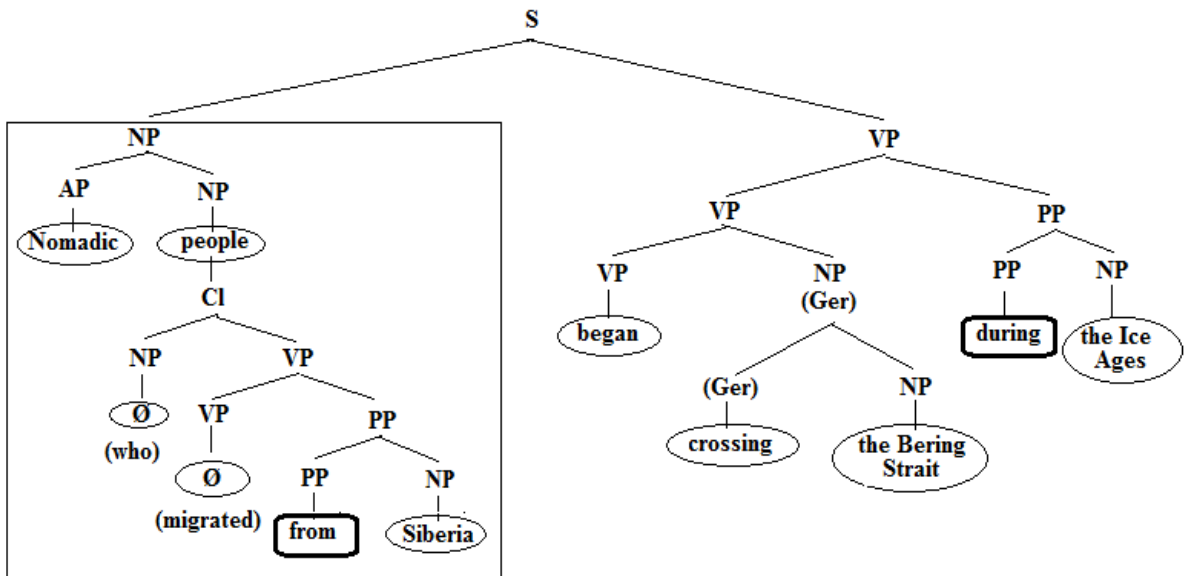 S
NP VP
AP NP VP PP
Nomadic people VP NP PP NP
(Ger)
Cl began during the Ice
Ages
NP VP (Ger) NP
Ø VP PP crossing the Bering
Strait
(who) Ø PP NP
(migrated) from Siberia